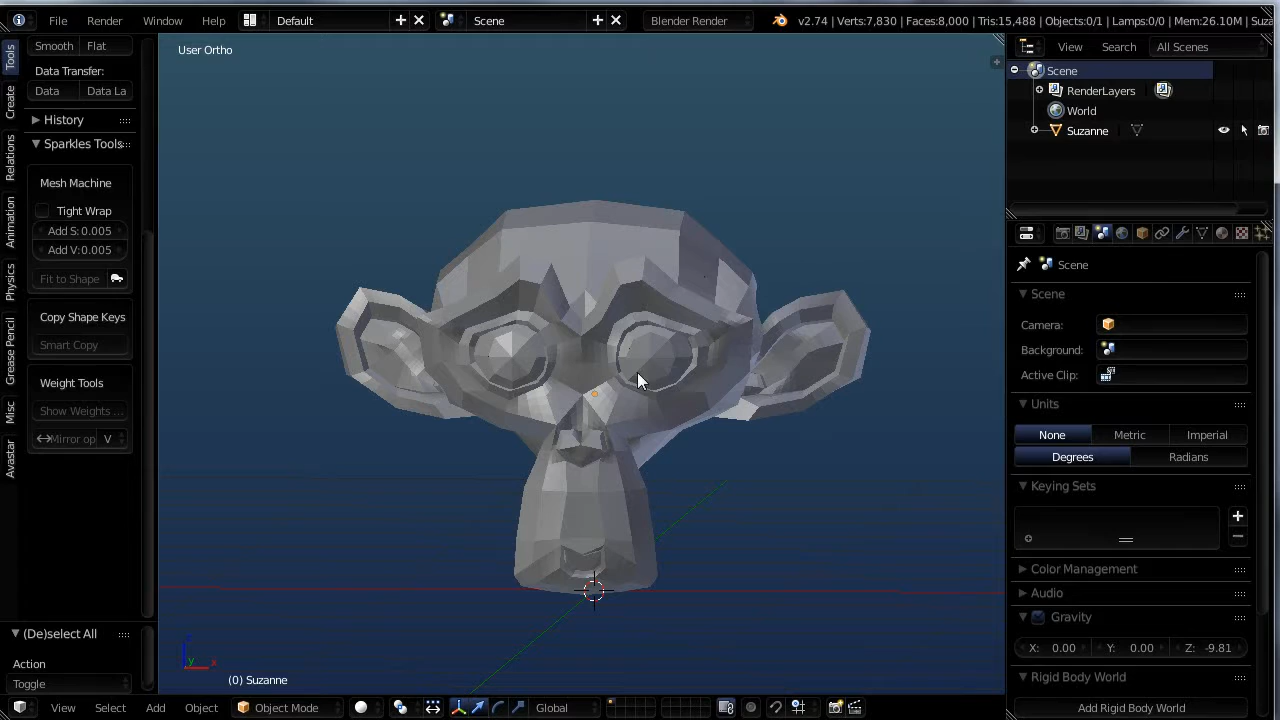 File Render Window Help Default Scene Blender Render v2.74 | Verts:7,830 | Faces:8,000 | Tris:15,488 | Objects:0/1 | Lamps:0/0 | Mem:26.10M | Suza
Tools
Create
Relations
Animation
Physics
Grease Pencil
Misc
Avastar
Smooth Flat
Data Transfer:
Data Data La
History
Sparkles Tools
Mesh Machine
Tight Wrap
Add S: 0.005
Add V: 0.005
Fit to Shape
Copy Shape Keys
Smart Copy
Weight Tools
Show Weights ...
Mirror op V
(De)select All
Action
Toggle
User Ortho
z
y x
(0) Suzanne
View Select Add Object Object Mode Global
View Search All Scenes
Scene
RenderLayers
World
Suzanne
Scene
Scene
Camera:
Background:
Active Clip:
Units
None Metric Imperial
Degrees Radians
Keying Sets
Color Management
Audio
Gravity
X: 0.00 Y: 0.00 Z: -9.81
Rigid Body World
Add Rigid Body World